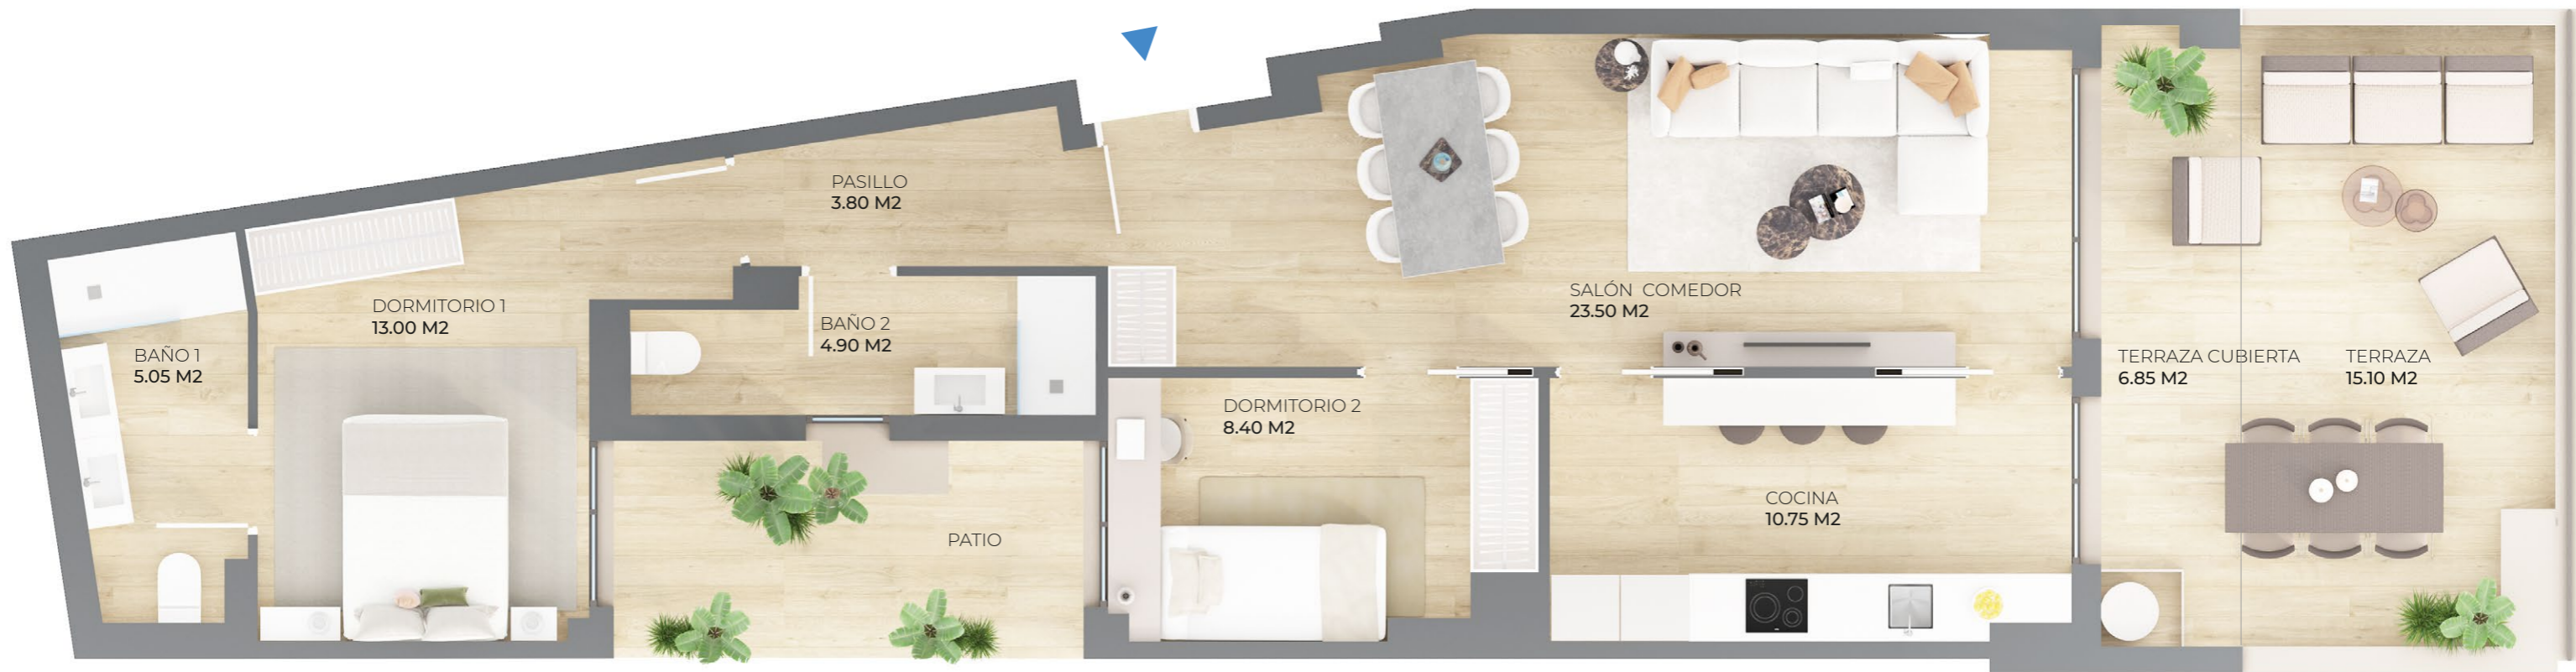 PASILLO
3.80 M2
DORMITORIO 1
13.00 M2
BAÑO 1
5.05 M2
BAÑO 2
4.90 M2
SALÓN COMEDOR
23.50 M2
TERRAZA CUBIERTA
6.85 M2
TERRAZA
15.10 M2
DORMITORIO 2
8.40 M2
COCINA
10.75 M2
PATIO